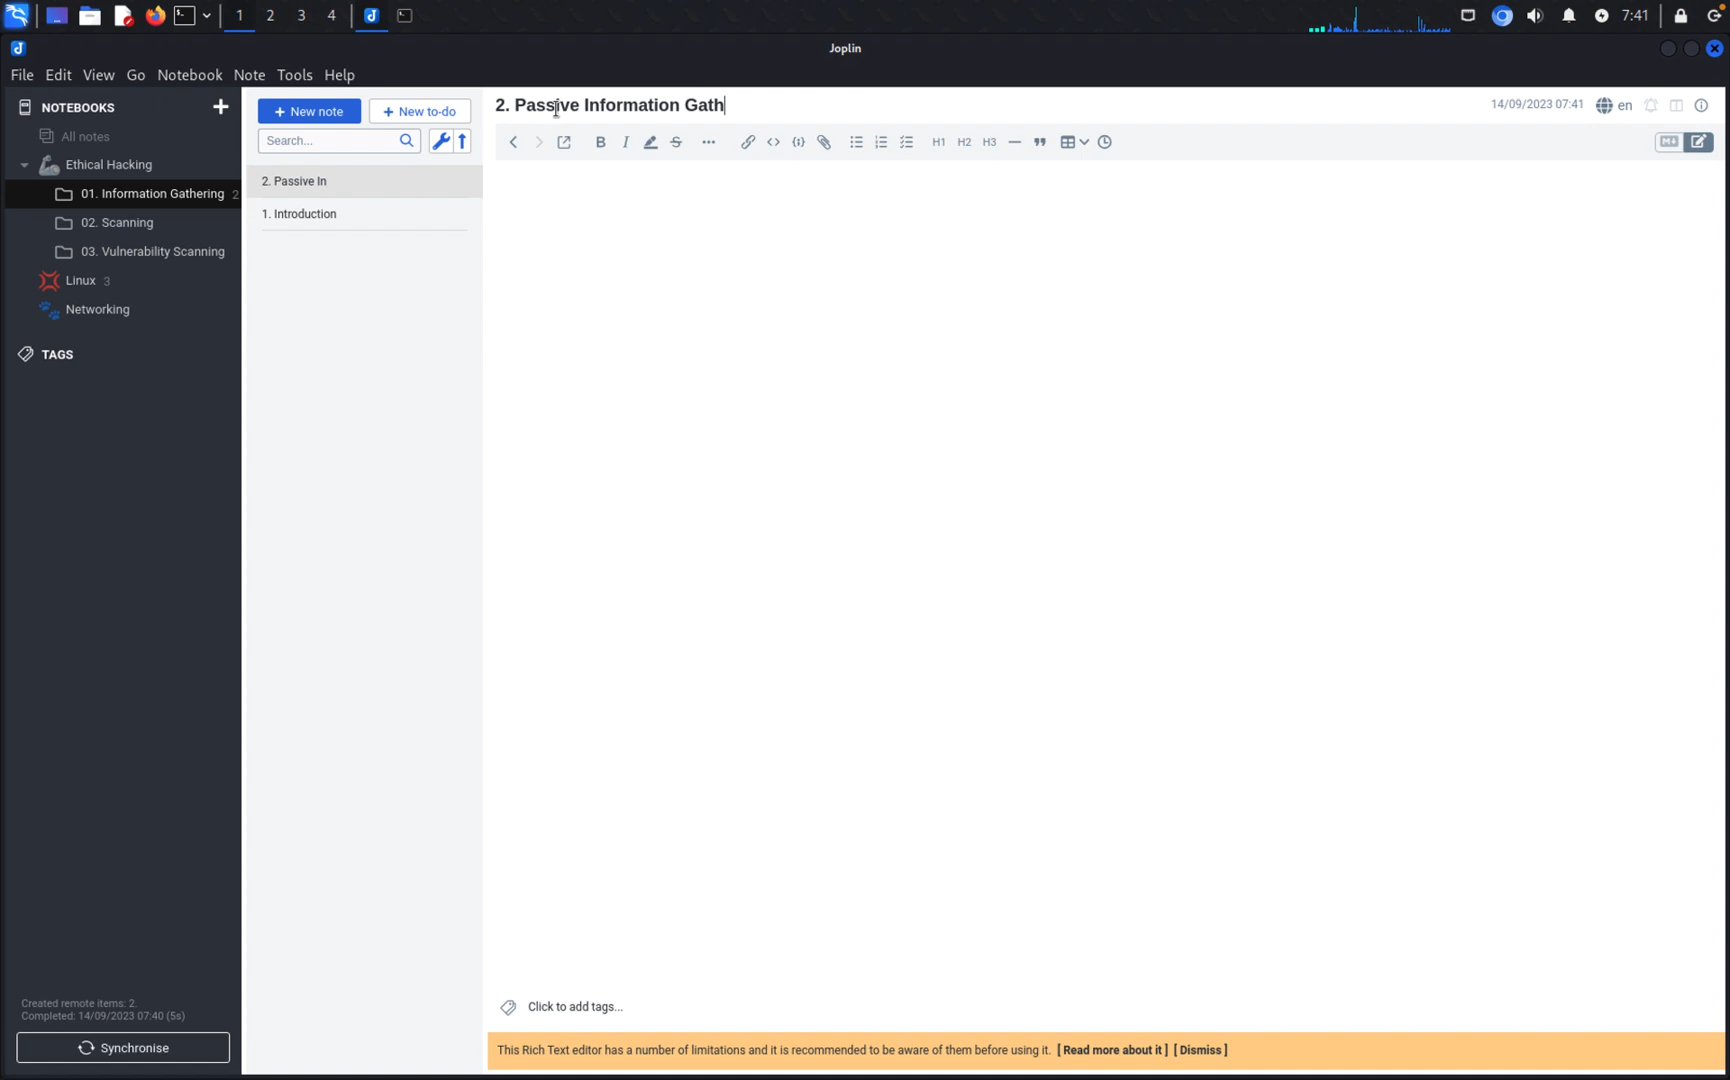 1
2
3
4
7:41
Joplin
File Edit View Go Notebook Note Tools Help
NOTEBOOKS
All notes
Ethical Hacking
01. Information Gathering 2
02. Scanning
03. Vulnerability Scanning
Linux 3
Networking
TAGS
Created remote items: 2.
Completed: 14/09/2023 07:40 (5s)
Synchronise
+ New note
+ New to-do
Search...
2. Passive In
1. Introduction
2. Passive Information Gath
14/09/2023 07:41
en
B I S H1 H2 H3
Click to add tags...
This Rich Text editor has a number of limitations and it is recommended to be aware of them before using it. [ Read more about it ] [ Dismiss ]